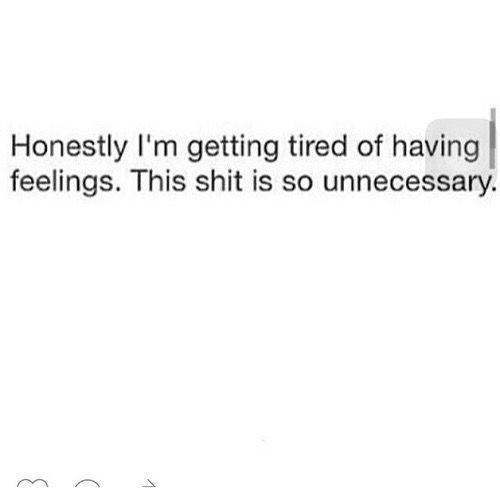 Honestly I'm getting tired of having
feelings. This shit is so unnecessary.